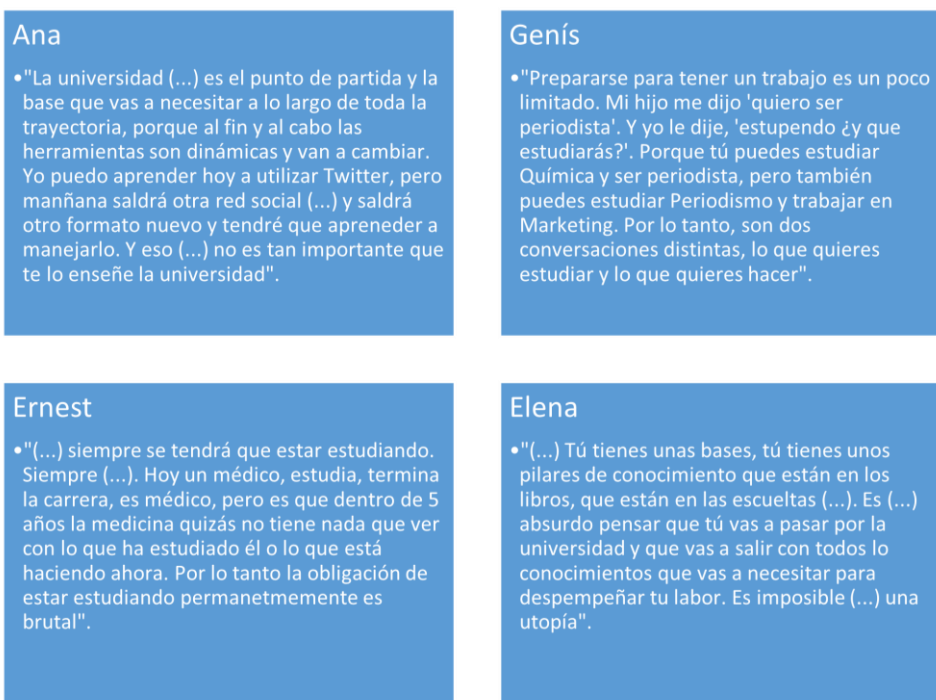 Ana
•"La universidad (...) es el punto de partida y la
base que vas a necesitar a lo largo de toda la
trayectoria, porque al fin y al cabo las
herramientas son dinámicas y van a cambiar.
Yo puedo aprender hoy a utilizar Twitter, pero
manñana saldrá otra red social (...) y saldrá
otro formato nuevo y tendré que apreneder a
manejarlo. Y eso (...) no es tan importante que
te lo enseñe la universidad".
Genís
•"Prepararse para tener un trabajo es un poco
limitado. Mi hijo me dijo 'quiero ser
periodista'. Y yo le dije, 'estupendo ¿y que
estudiarás?'. Porque tú puedes estudiar
Química y ser periodista, pero también
puedes estudiar Periodismo y trabajar en
Marketing. Por lo tanto, son dos
conversaciones distintas, lo que quieres
estudiar y lo que quieres hacer".
Ernest
•"(...) siempre se tendrá que estar estudiando.
Siempre (...). Hoy un médico, estudia, termina
la carrera, es médico, pero es que dentro de 5
años la medicina quizás no tiene nada que ver
con lo que ha estudiado él o lo que está
haciendo ahora. Por lo tanto la obligación de
estar estudiando permanetmemente es
brutal".
Elena
•"(...) Tú tienes unas bases, tú tienes unos
pilares de conocimiento que están en los
libros, que están en las escueltas (...). Es (...)
absurdo pensar que tú vas a pasar por la
universidad y que vas a salir con todos lo
conocimientos que vas a necesitar para
despempeñar tu labor. Es imposible (...) una
utopía".